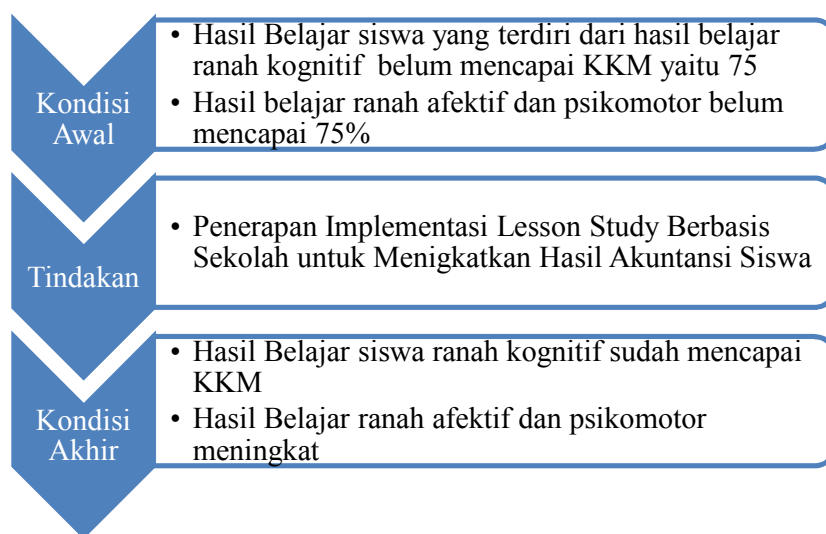 Kondisi
Awal
• Hasil Belajar siswa yang terdiri dari hasil belajar
ranah kognitif belum mencapai KKM yaitu 75
• Hasil belajar ranah afektif dan psikomotor belum
mencapai 75%
Tindakan
• Penerapan Implementasi Lesson Study Berbasis
Sekolah untuk Menigkatkan Hasil Akuntansi Siswa
Kondisi
Akhir
• Hasil Belajar siswa ranah kognitif sudah mencapai
KKM
• Hasil Belajar ranah afektif dan psikomotor
meningkat